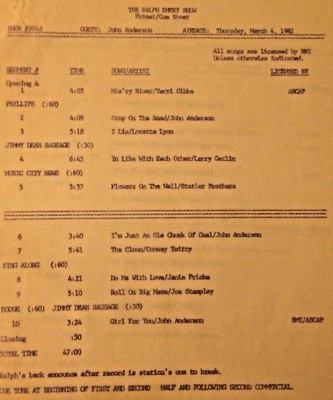 THE RALPH EMERY SHOW
Format/Cue Sheet
SHOW #3543 GUEST: John Anderson AIRDATE: Thursday, March 4, 1982
All songs are licensed by BMI
Unless otherwise indicated.
SEGMENT # TIME SONG/ARTIST LICENSED BY
Opening &
1 4:05 Mis'ry River/Terri Gibbs ASCAP
PHILLIPS (:60)
2 4:09 Jump On The Road/John Anderson
3 5:18 I Lie/Loretta Lynn
JIMMY DEAN SAUSAGE (:30)
4 6:45 In Like With Each Other/Larry Gatlin
MUSIC CITY NEWS (:60)
5 3:37 Flowers On The Wall/Statler Brothers
6 3:40 I'm Just An Ole Chunk Of Coal/John Anderson
7 5:41 The Clown/Conway Twitty
SING ALONG (:60)
8 4:21 Do Me With Love/Janie Fricke
9 5:10 Roll On Big Mama/Joe Stampley
DODGE (:60) JIMMY DEAN SAUSAGE (:30)
10 3:24 Girl For You/John Anderson BMI/ASCAP
Closing :50
TOTAL TIME 47:00
Ralph's back announce after record is station's cue to break.
CUE TONE AT BEGINNING OF FIRST AND SECOND HALF AND FOLLOWING SECOND COMMERCIAL.